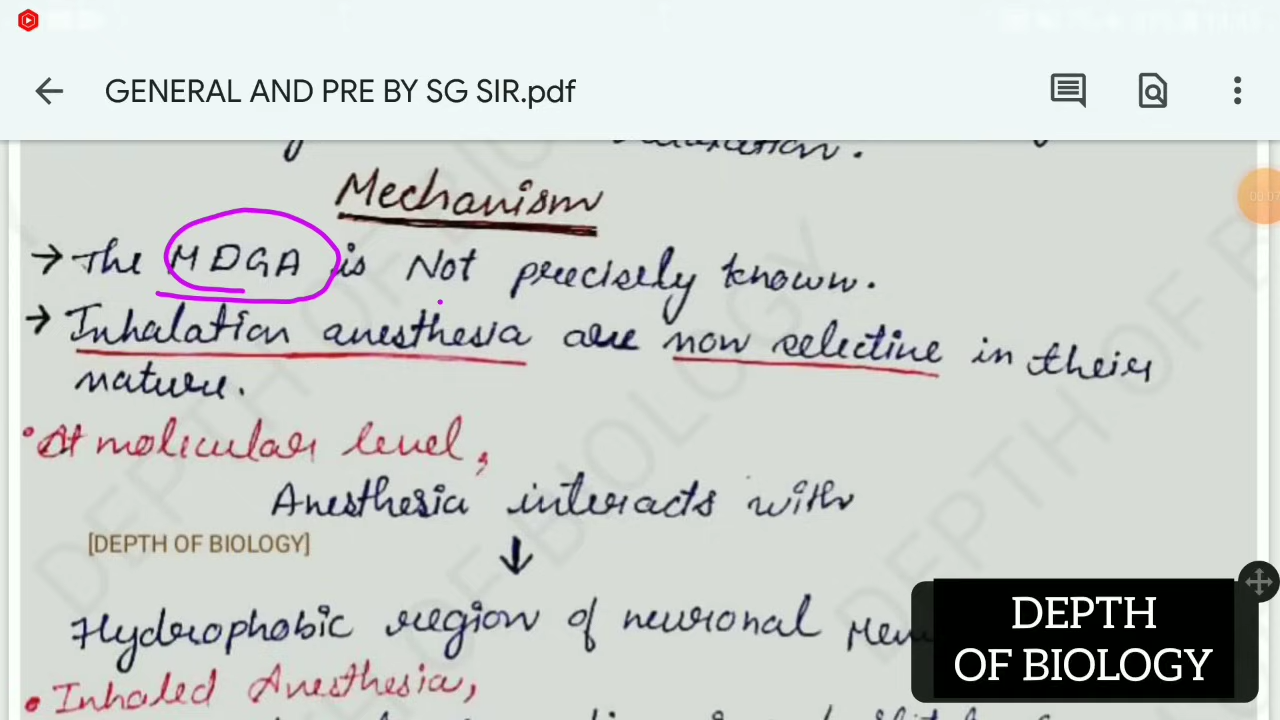 GENERAL AND PRE BY SG SIR.pdf
Mechanism
→ The MDGA is Not precisely known.
→ Inhalation anesthesia are now selective in their
nature.
• At molecular level,
Anesthesia interacts with
[DEPTH OF BIOLOGY]
↓
Hydrophobic region of neuronal
DEPTH
OF BIOLOGY
• Inhaled Anesthesia,